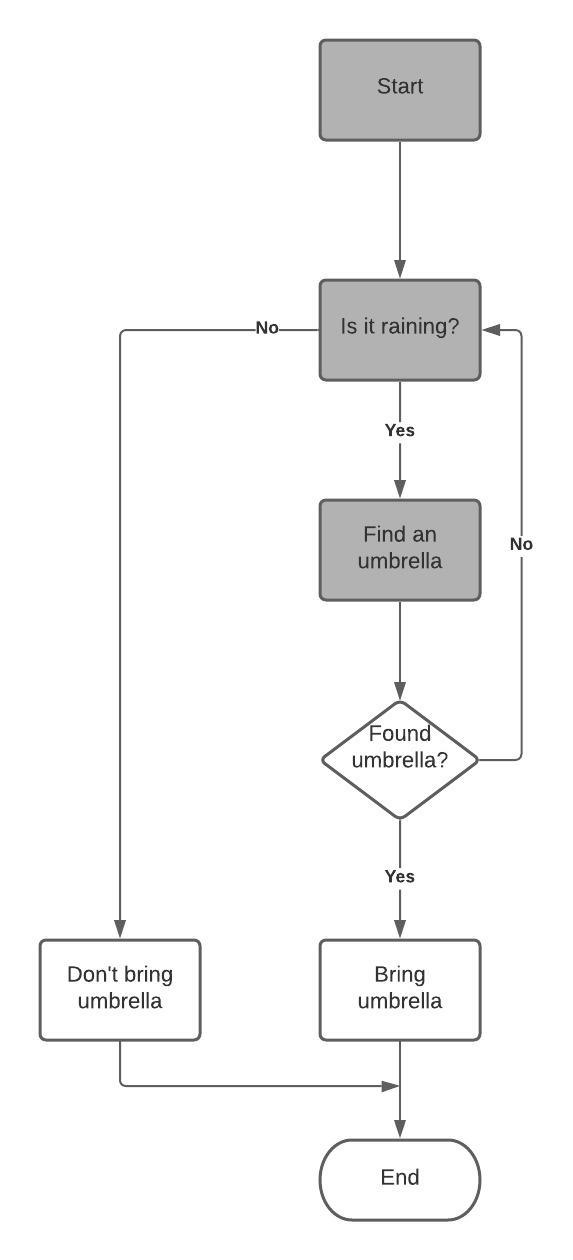 Start
Is it raining?
No
Yes
Find an
umbrella
No
Found
umbrella?
Yes
Don't bring
umbrella
Bring
umbrella
End